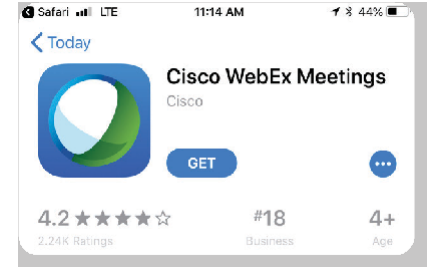 Safari LTE 11:14 AM 44%
Today
Cisco WebEx Meetings
Cisco
GET
4.2 #18 4+
2.24K Ratings Business Age